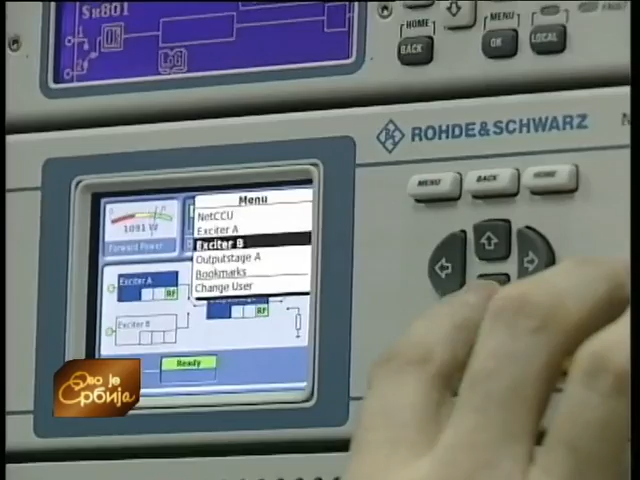 Sx801
HOME
MENU
BACK
OK
LOCAL
ROHDE&SCHWARZ
MENU
BACK
HOME
1091 W
Forward Power
Menu
NetCCU
Exciter A
Exciter B
Outputstage A
Bookmarks
Change User
Exciter A
RF
RF
Exciter B
Ready
Ово је
Србија